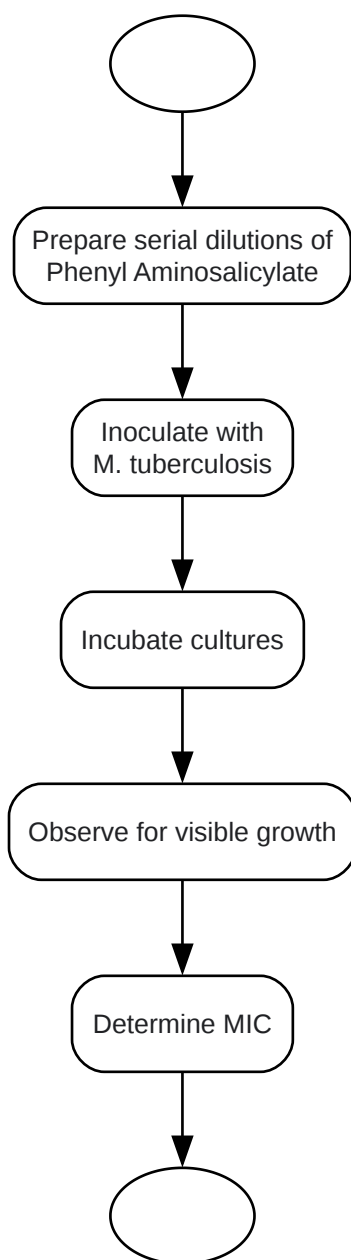 Prepare serial dilutions of
Phenyl Aminosalicylate
Inoculate with
M. tuberculosis
Incubate cultures
Observe for visible growth
Determine MIC